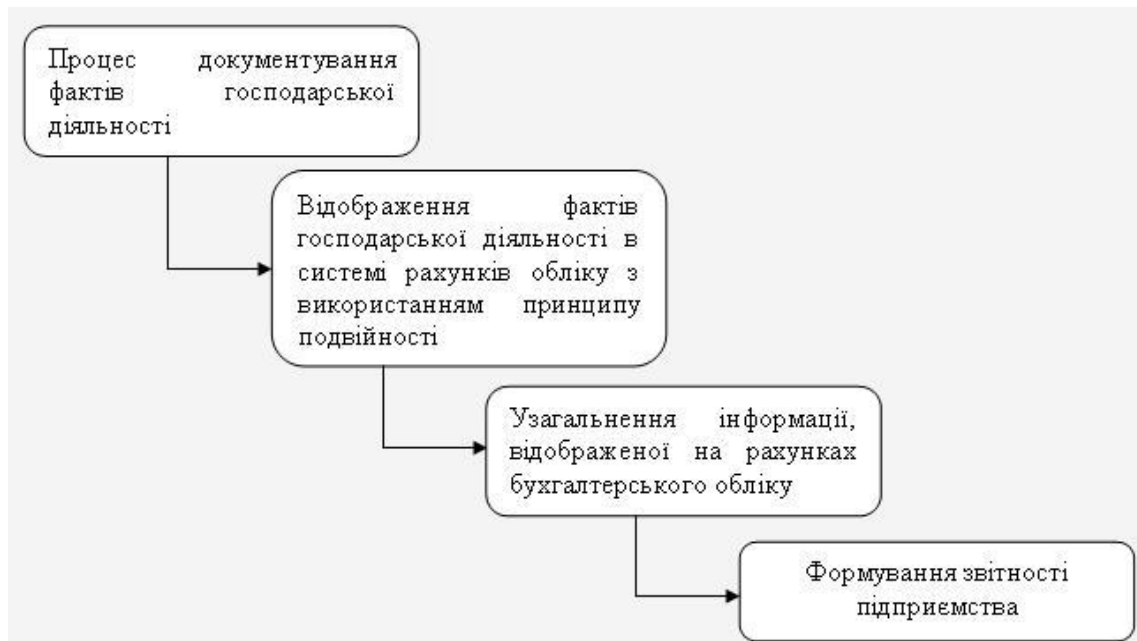 Процес документування
фактів господарської
діяльності
Відображення фактів
господарської діяльності в
системі рахунків обліку з
використанням принципу
подвійності
Узагальнення інформації,
відображеної на рахунках
бухгалтерського обліку
Формування звітності
підприємства